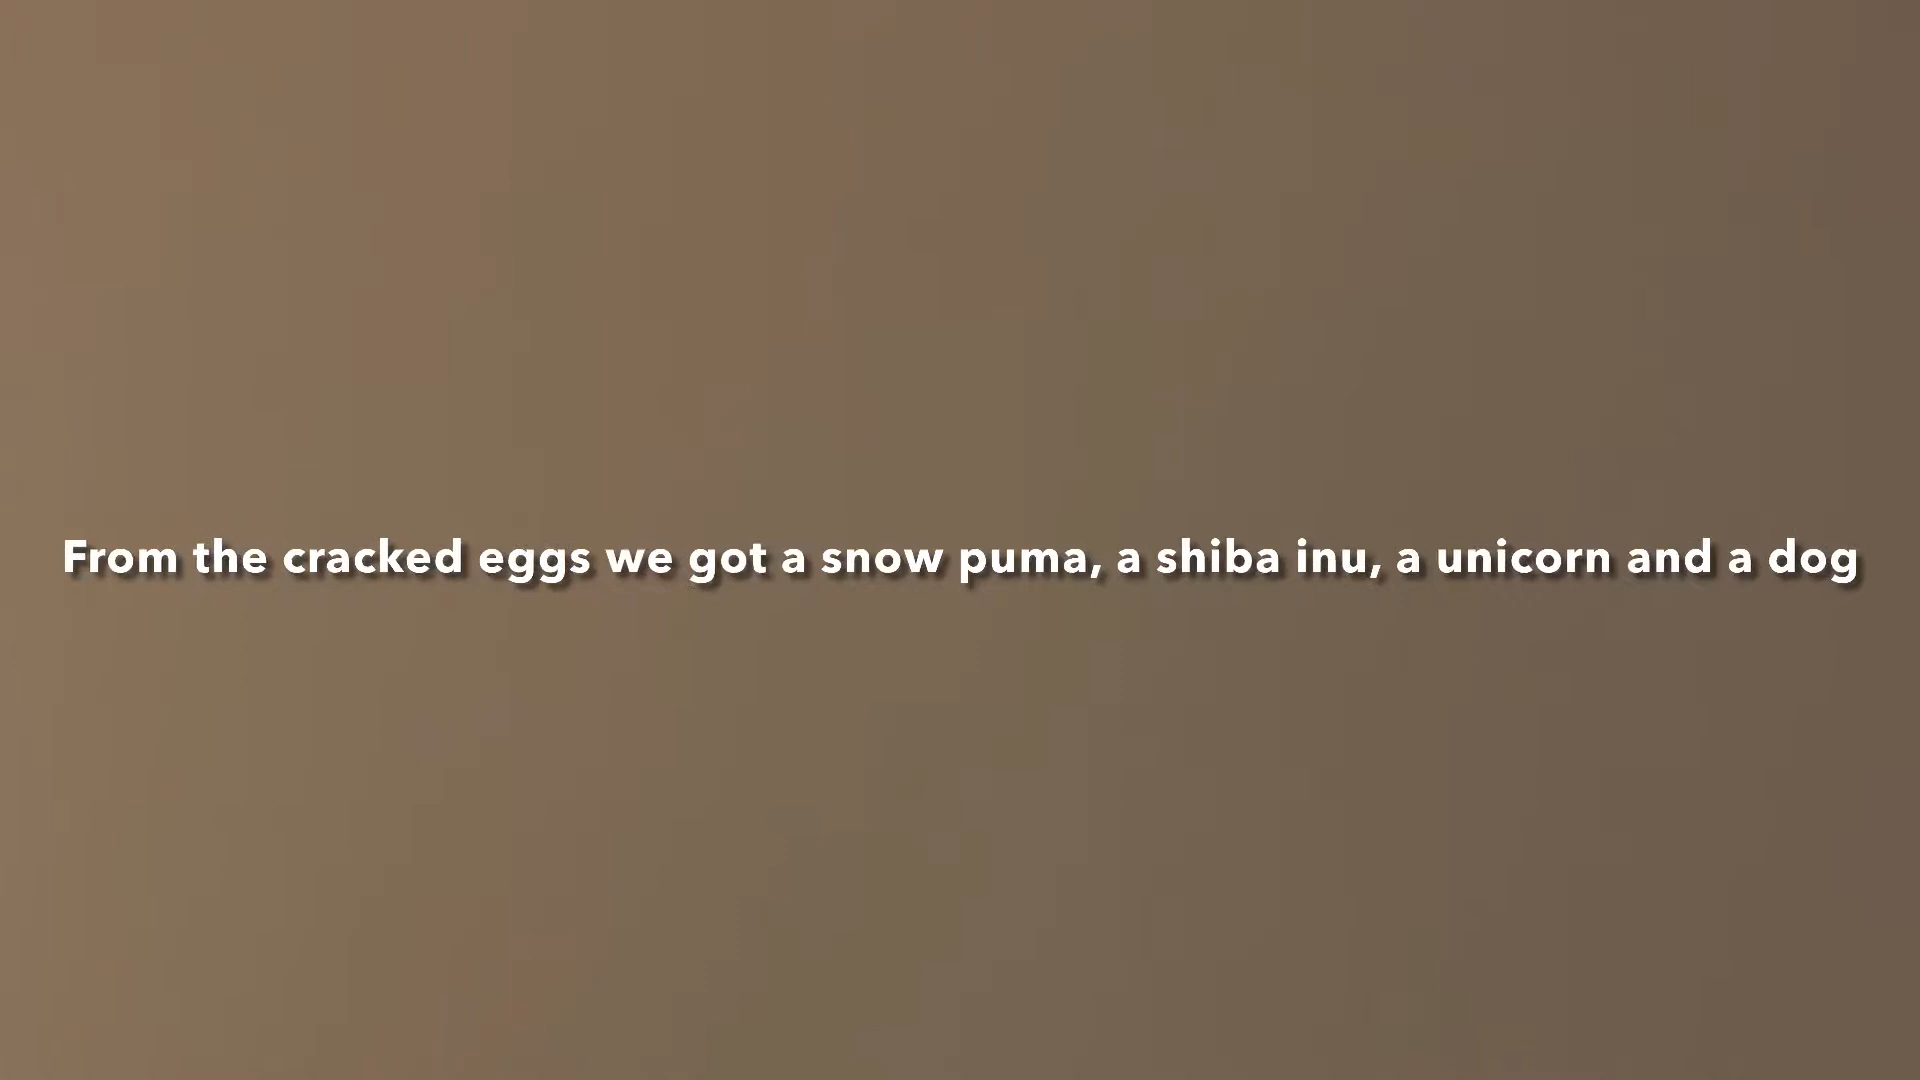 From the cracked eggs we got a snow puma, a shiba inu, a unicorn and a dog